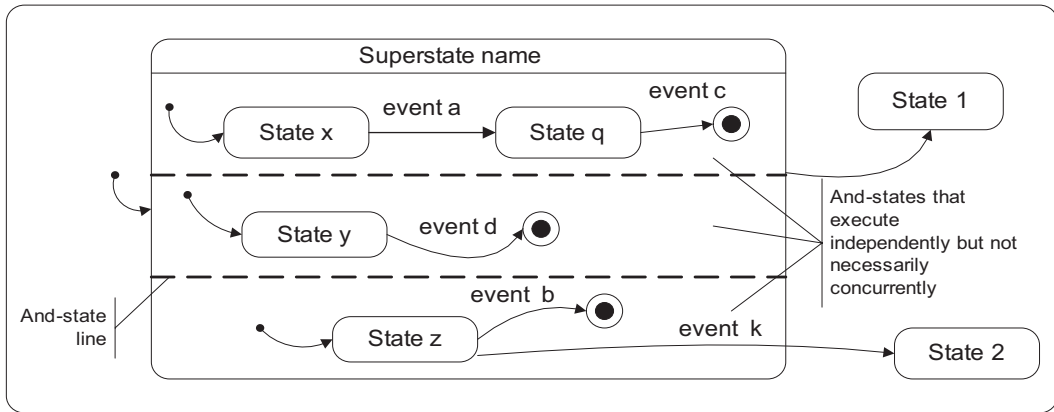 Superstate name
event a
event c
State x
State q
State 1
State y
event d
And-states that
execute
independently but not
necessarily
concurrently
And-state
line
event b
State z
event k
State 2